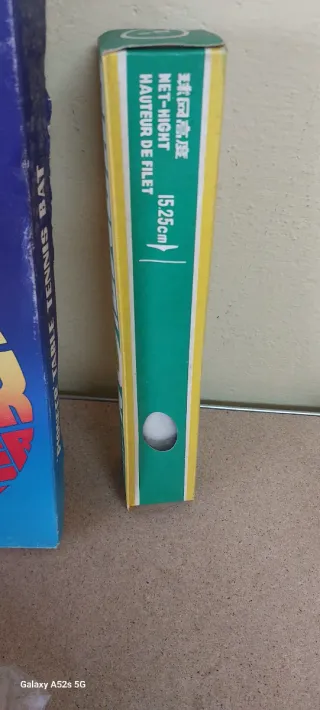 球网高度
NET-HIGHT
HAUTEUR DE FILET
15.25cm
TABLE TENNIS BAT
Galaxy A52s 5G